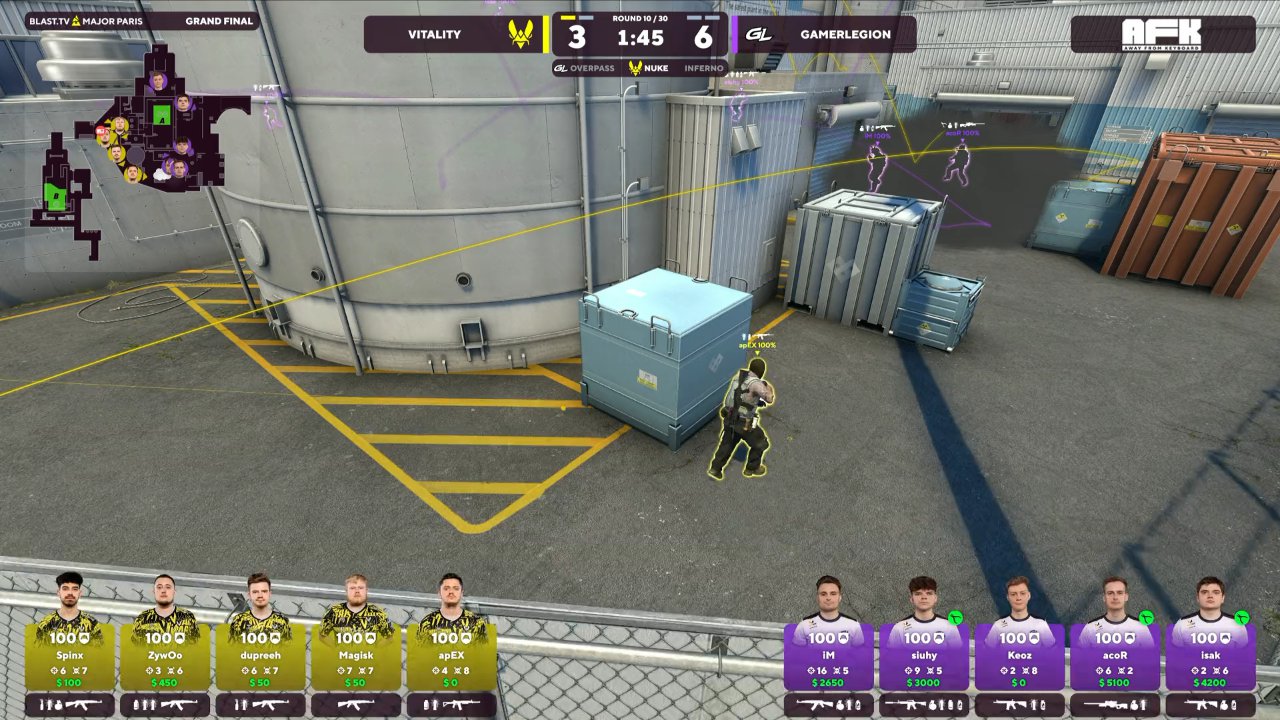 BLAST.TV MAJOR PARIS GRAND FINAL
VITALITY 3 ROUND 10 / 30 1:45 6 GL GAMERLEGION
GL OVERPASS NUKE INFERNO
AFK
AWAY FROM KEYBOARD
acoR 100%
apEX 100%
100 100 100 100 100 100 100 100 100 100
Spinx ZywOo dupreeh Magisk apEX iM siuhy Keoz acoR isak
6 7 3 6 6 7 7 7 4 8 16 5 9 5 2 8 6 2 2 6
$100 $450 $50 $50 $0 $2650 $3000 $0 $5100 $4200